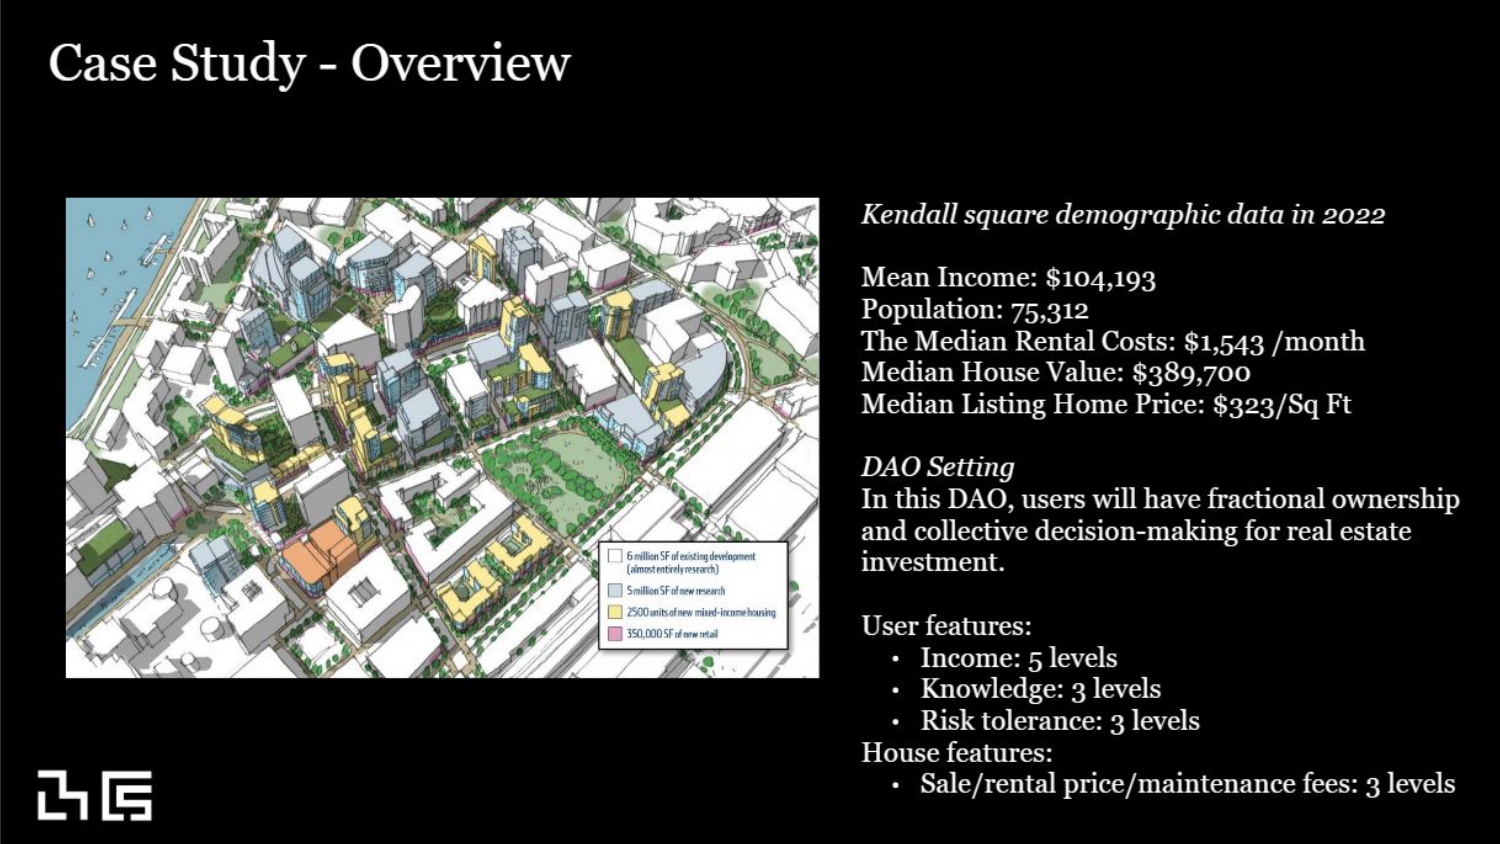 Case Study - Overview
Kendall square demographic data in 2022
Mean Income: $104,193
Population: 75,312
The Median Rental Costs: $1,543 /month
Median House Value: $389,700
Median Listing Home Price: $323/Sq Ft
DAO Setting
In this DAO, users will have fractional ownership
and collective decision-making for real estate
investment.
User features:
• Income: 5 levels
• Knowledge: 3 levels
• Risk tolerance: 3 levels
House features:
• Sale/rental price/maintenance fees: 3 levels
6 million SF of existing development
(almost entirely research)
5 million SF of new research
2500 units of new mixed-income housing
350,000 SF of new retail